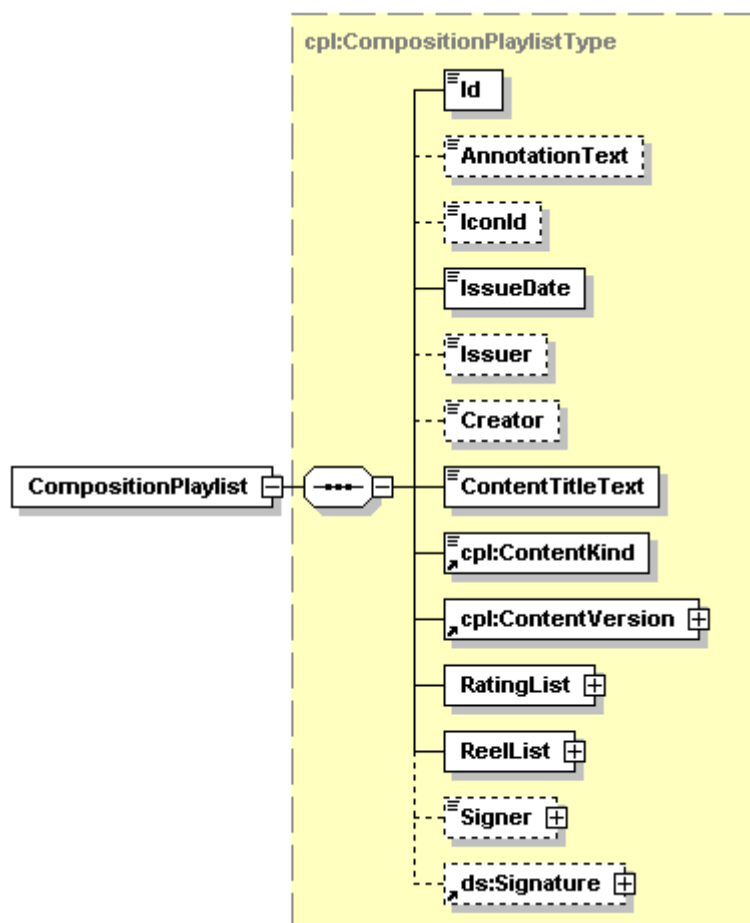 cpl:CompositionPlaylistType
Id
AnnotationText
IconId
IssueDate
Issuer
Creator
CompositionPlaylist
ContentTitleText
cpl:ContentKind
cpl:ContentVersion
RatingList
ReelList
Signer
ds:Signature